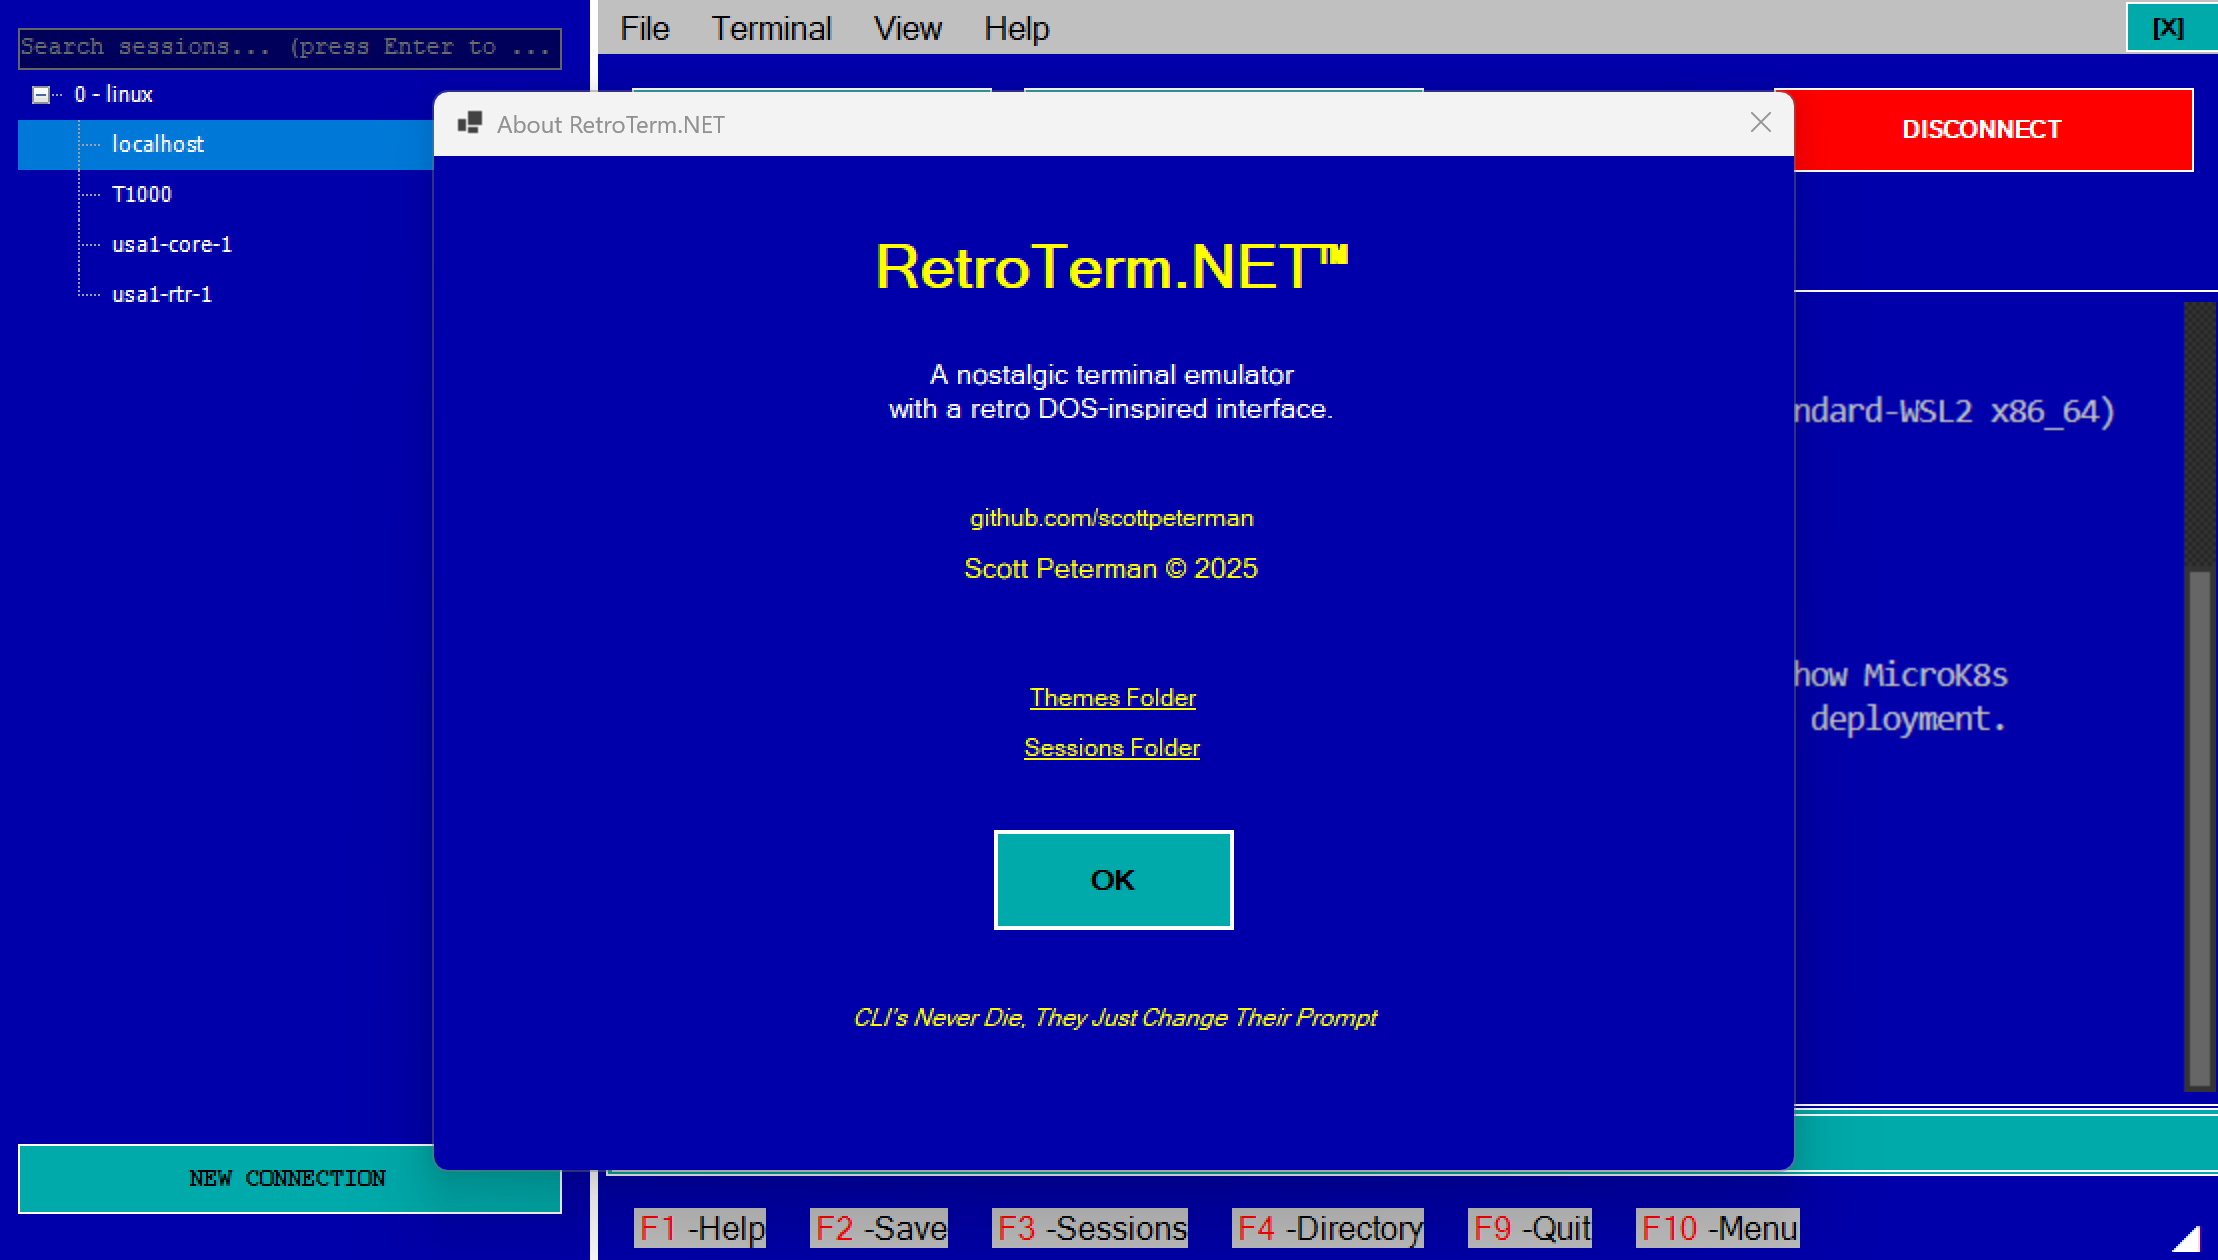 Search sessions... (press Enter to ...
0 - linux
localhost
T1000
usa1-core-1
usa1-rtr-1
NEW CONNECTION
File Terminal View Help
[X]
DISCONNECT
About RetroTerm.NET
RetroTerm.NET™
A nostalgic terminal emulator
with a retro DOS-inspired interface.
github.com/scottpeterman
Scott Peterman © 2025
Themes Folder
Sessions Folder
OK
CLI's Never Die, They Just Change Their Prompt
ndard-WSL2 x86_64)
how MicroK8s
deployment.
F1 -Help F2 -Save F3 -Sessions F4 -Directory F9 -Quit F10 -Menu